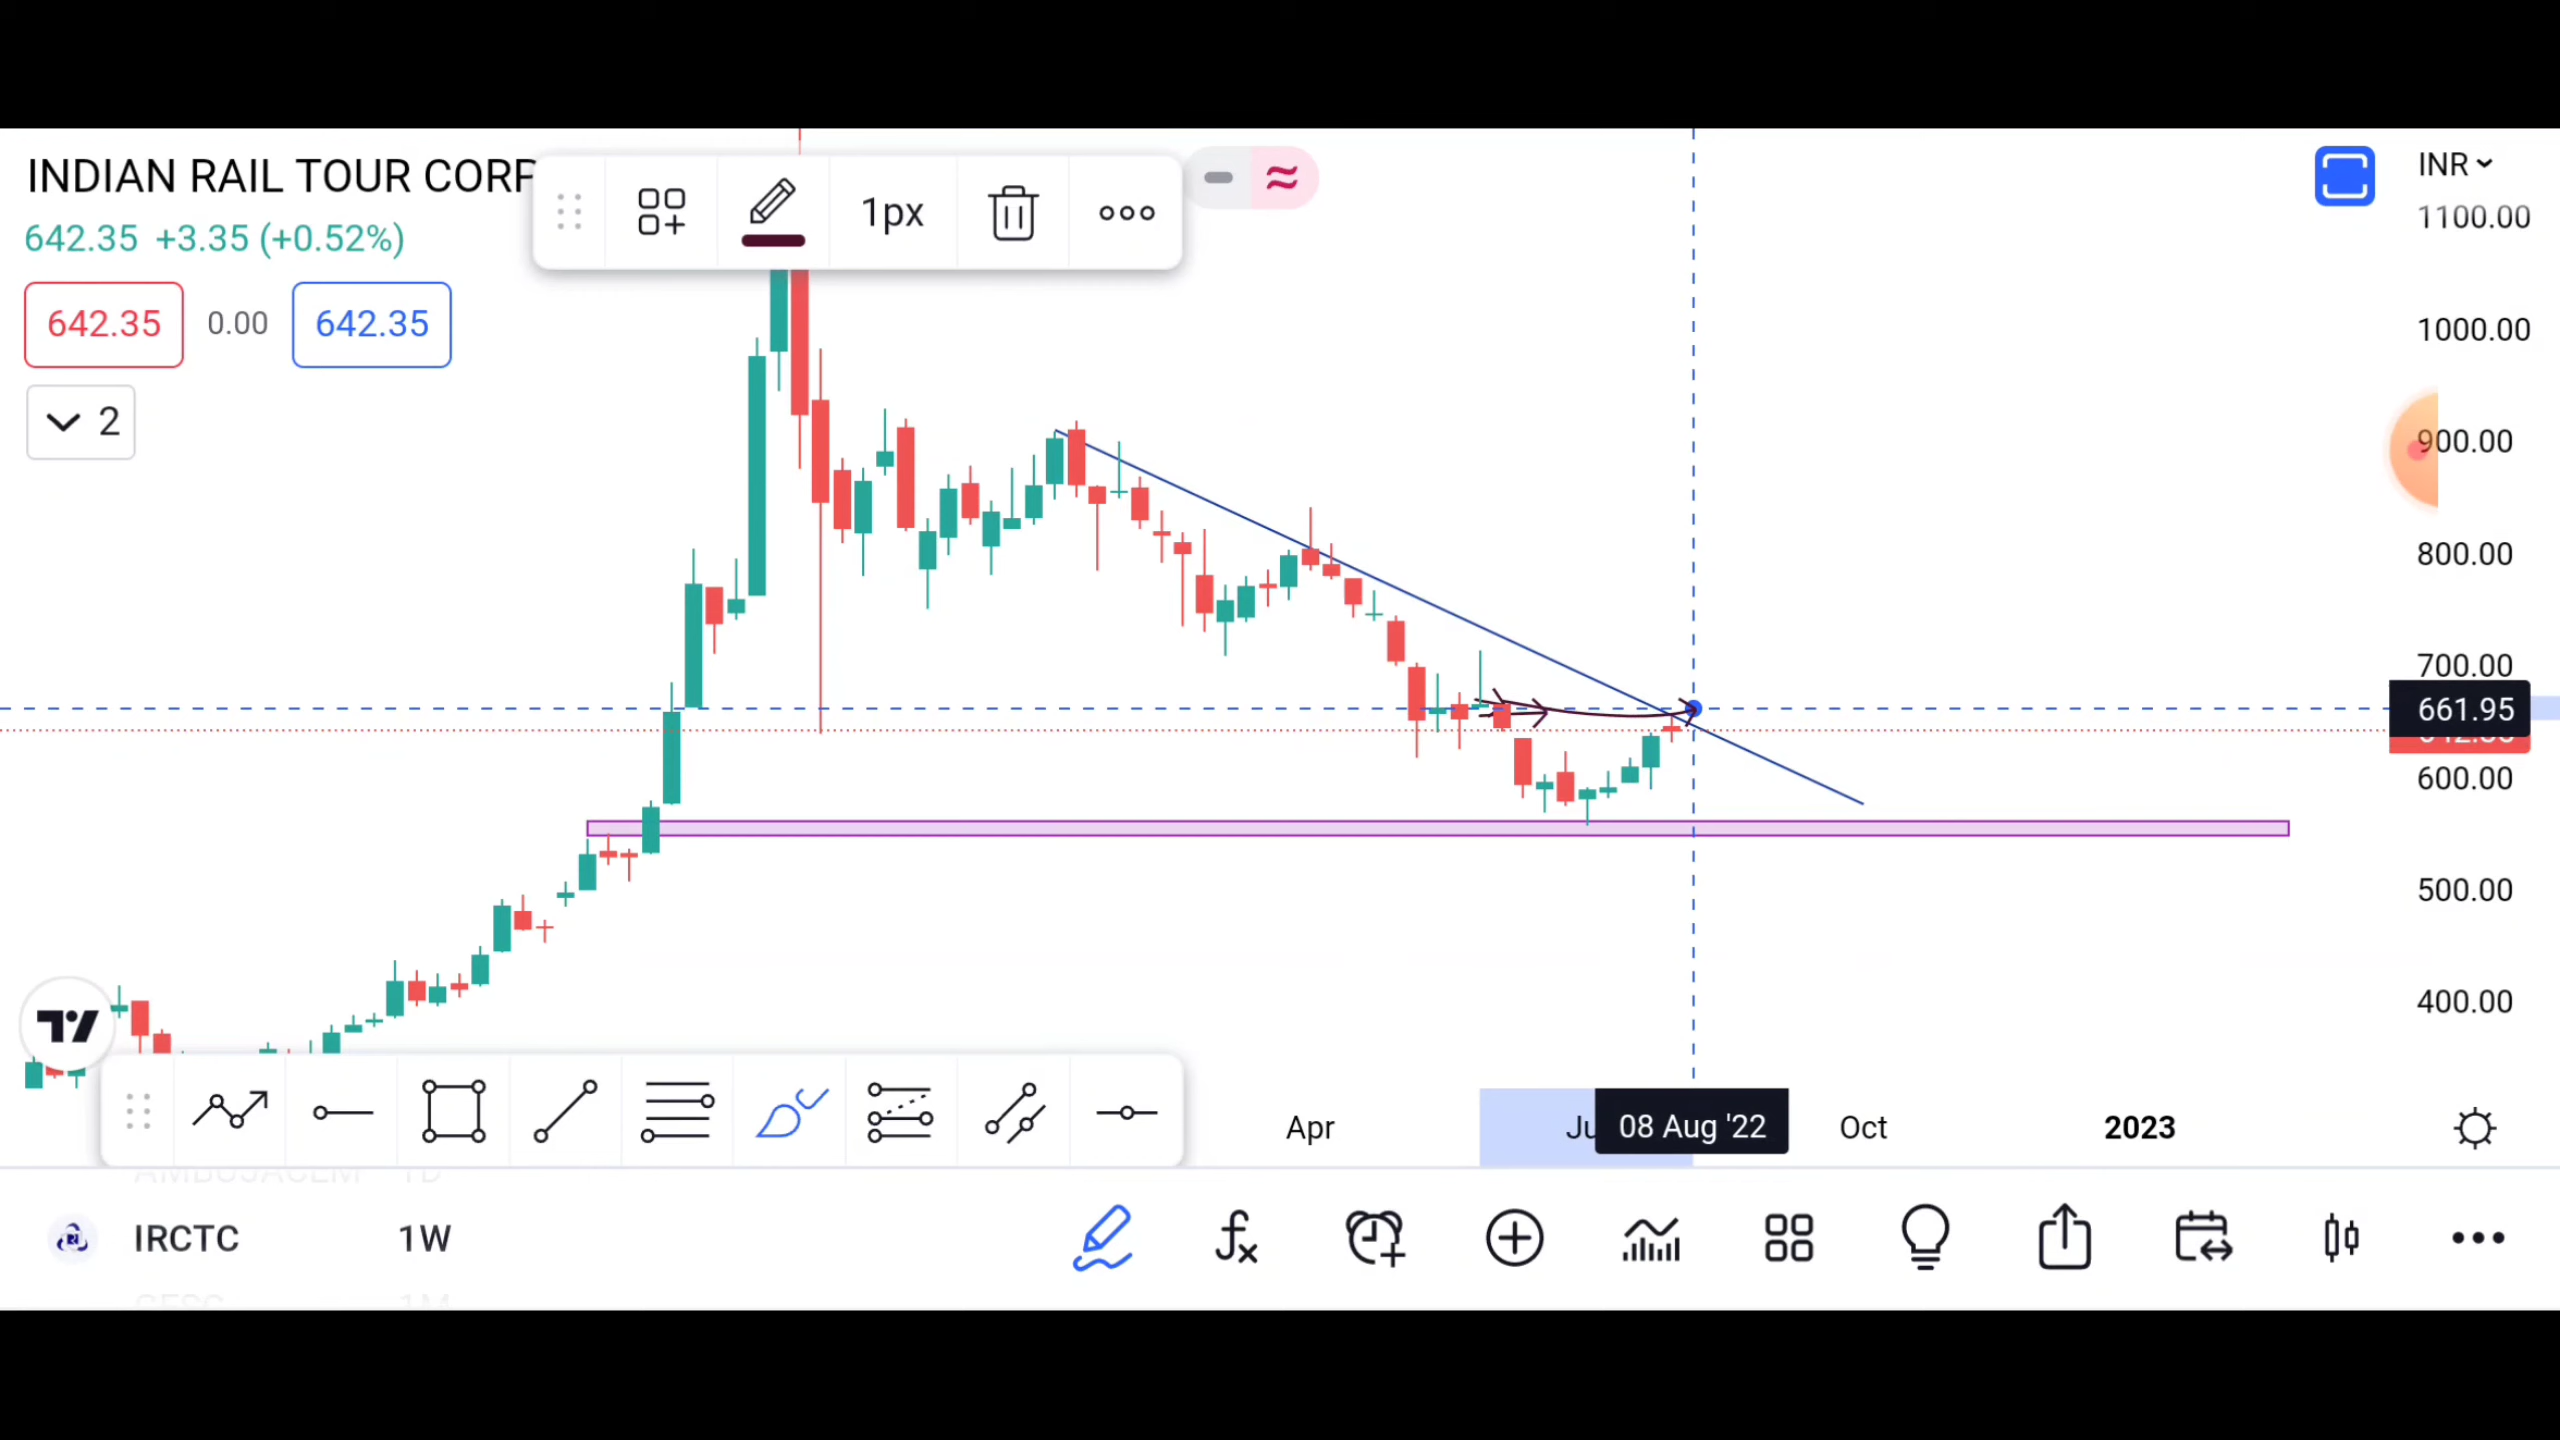 INDIAN RAIL TOUR CORP
642.35 +3.35 (+0.52%)
642.35 0.00 642.35
2
1px
INR
1100.00
1000.00
900.00
800.00
700.00
661.95
600.00
500.00
400.00
Apr
Ju
08 Aug '22
Oct
2023
IRCTC 1W